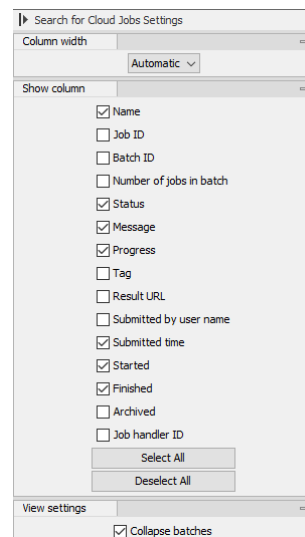 Search for Cloud Jobs Settings
Column width
Automatic
Show column
Name
Job ID
Batch ID
Number of jobs in batch
Status
Message
Progress
Tag
Result URL
Submitted by user name
Submitted time
Started
Finished
Archived
Job handler ID
Select All
Deselect All
View settings
Collapse batches